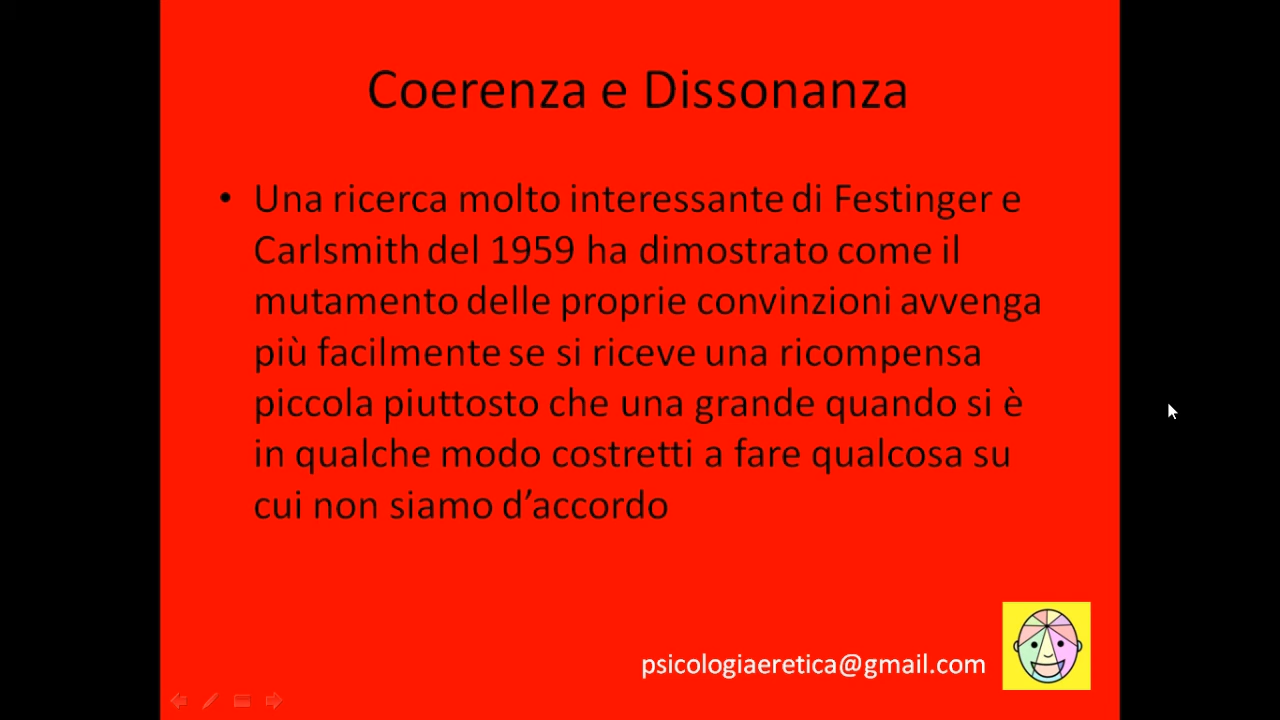 Coerenza e Dissonanza
• Una ricerca molto interessante di Festinger e
Carlsmith del 1959 ha dimostrato come il
mutamento delle proprie convinzioni avvenga
più facilmente se si riceve una ricompensa
piccola piuttosto che una grande quando si è
in qualche modo costretti a fare qualcosa su
cui non siamo d’accordo
psicologiaeretica@gmail.com